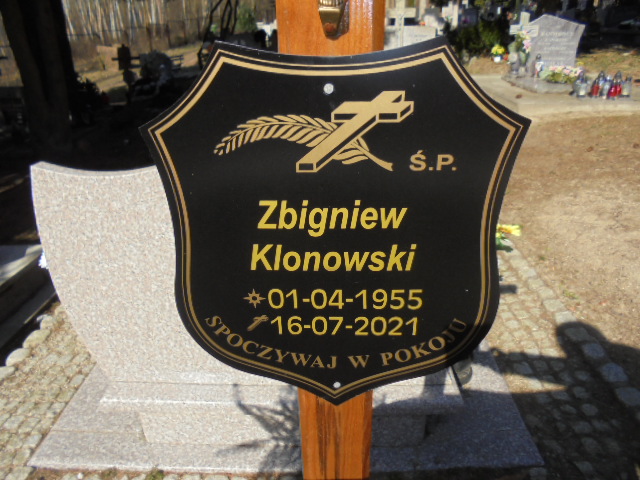 Ś.P.
Zbigniew
Klonowski
01-04-1955
16-07-2021
SPOCZYWAJ W POKOJU